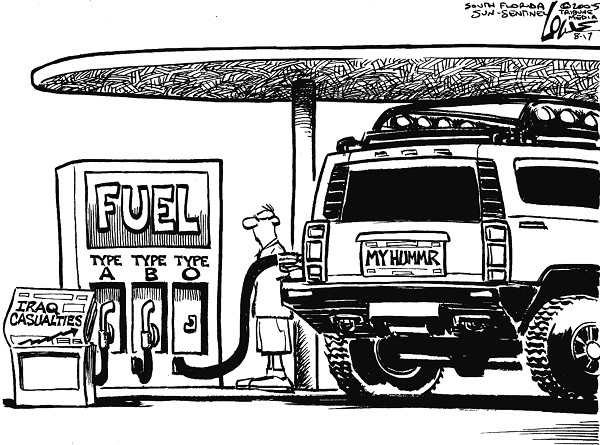 SOUTH FLORIDA
SUN-SENTINEL
LOWE
©2005
TRIBUNE
MEDIA
8-17
FUEL
TYPE TYPE TYPE
A B O
IRAQ
CASUALTIES
MY HUMMR